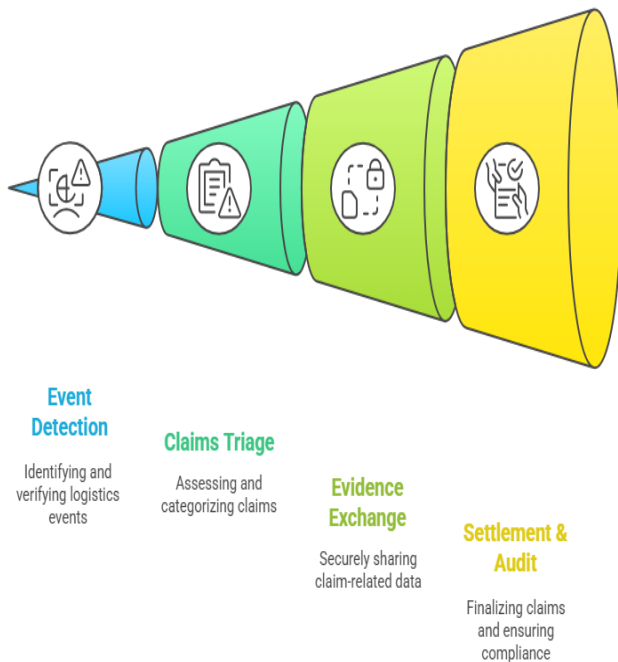 Event
Detection
Identifying and
verifying logistics
events
Claims Triage
Assessing and
categorizing claims
Evidence
Exchange
Securely sharing
claim-related data
Settlement &
Audit
Finalizing claims
and ensuring
compliance